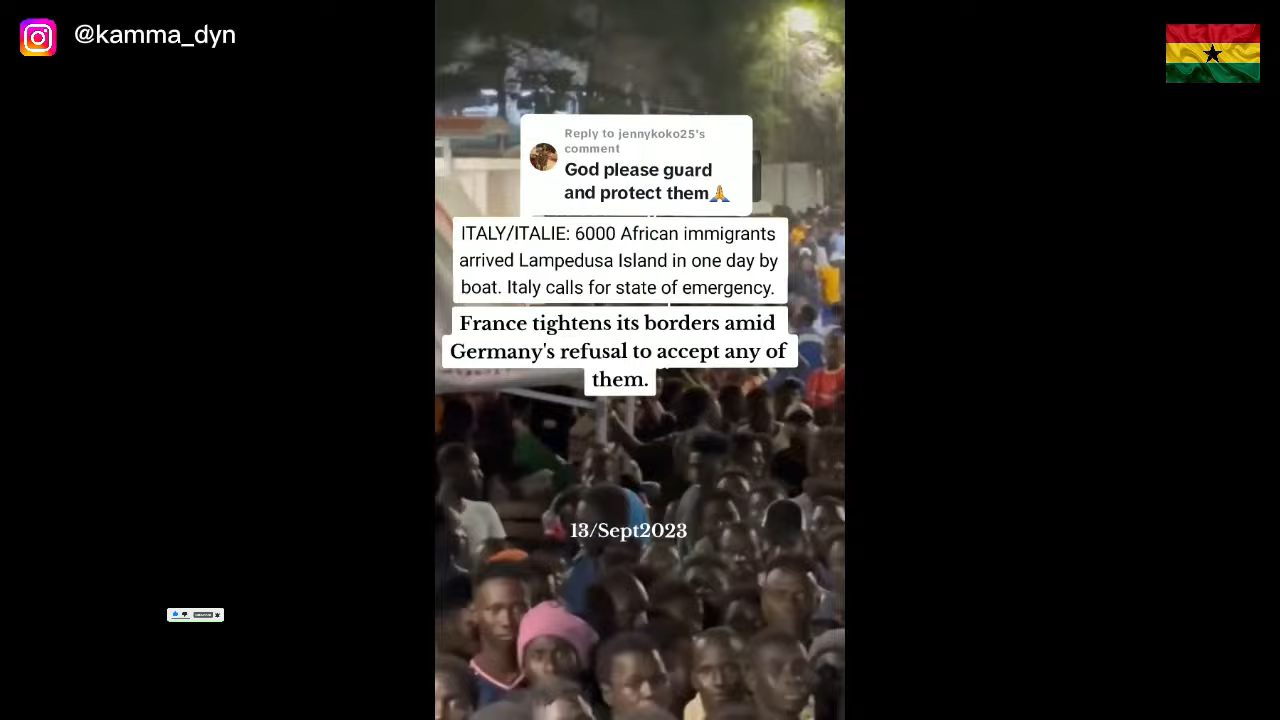 @kamma_dyn
Reply to jennykoko25's
comment
God please guard
and protect them🙏
ITALY/ITALIE: 6000 African immigrants
arrived Lampedusa Island in one day by
boat. Italy calls for state of emergency.
France tightens its borders amid
Germany's refusal to accept any of
them.
13/Sept2023